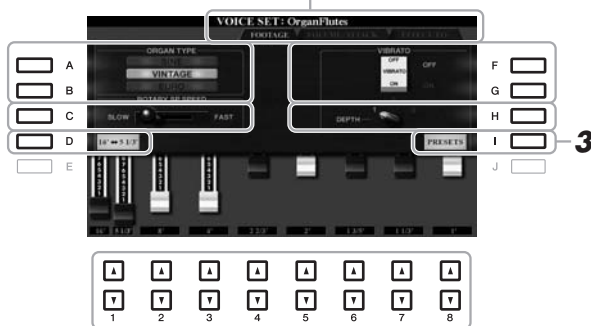 VOICE SET: OrganFlutes
FOOTAGE VOLUME/ATTACK EFFECT/EQ
ORGAN TYPE VIBRATO
A SINE OFF OFF F
VINTAGE VIBRATO
B EURO ON ON G
ROTARY SP SPEED
C SLOW FAST DEPTH H
D 16' ↔ 5 1/3' PRESETS I 3
E J
16' 5 1/3' 8' 4' 2 2/3' 2' 1 3/5' 1 1/3' 1'
1 2 3 4 5 6 7 8